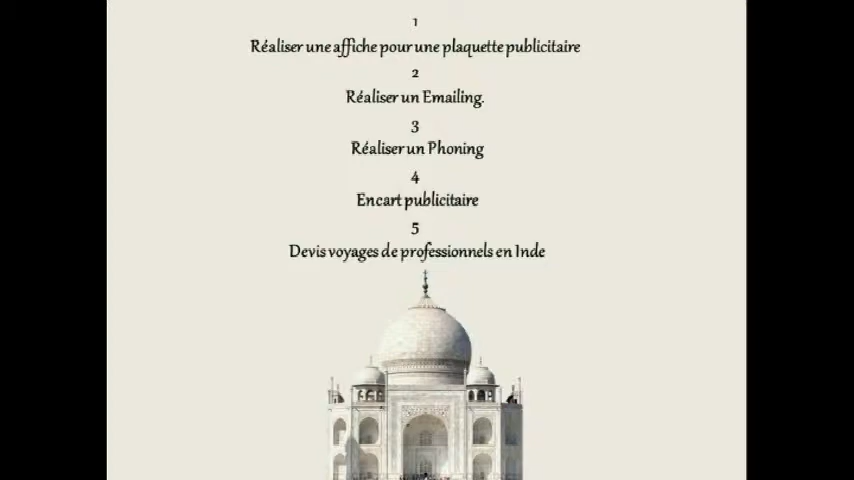 1
Réaliser une affiche pour une plaquette publicitaire
2
Réaliser un Emailing.
3
Réaliser un Phoning
4
Encart publicitaire
5
Devis voyages de professionnels en Inde